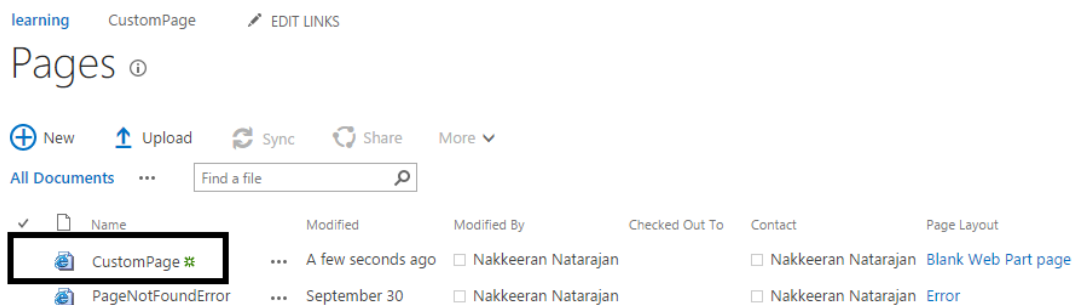 learning CustomPage EDIT LINKS
Pages
New Upload Sync Share More
All Documents ... Find a file
Name Modified Modified By Checked Out To Contact Page Layout
CustomPage ... A few seconds ago Nakkeeran Natarajan Nakkeeran Natarajan Blank Web Part page
PageNotFoundError ... September 30 Nakkeeran Natarajan Nakkeeran Natarajan Error